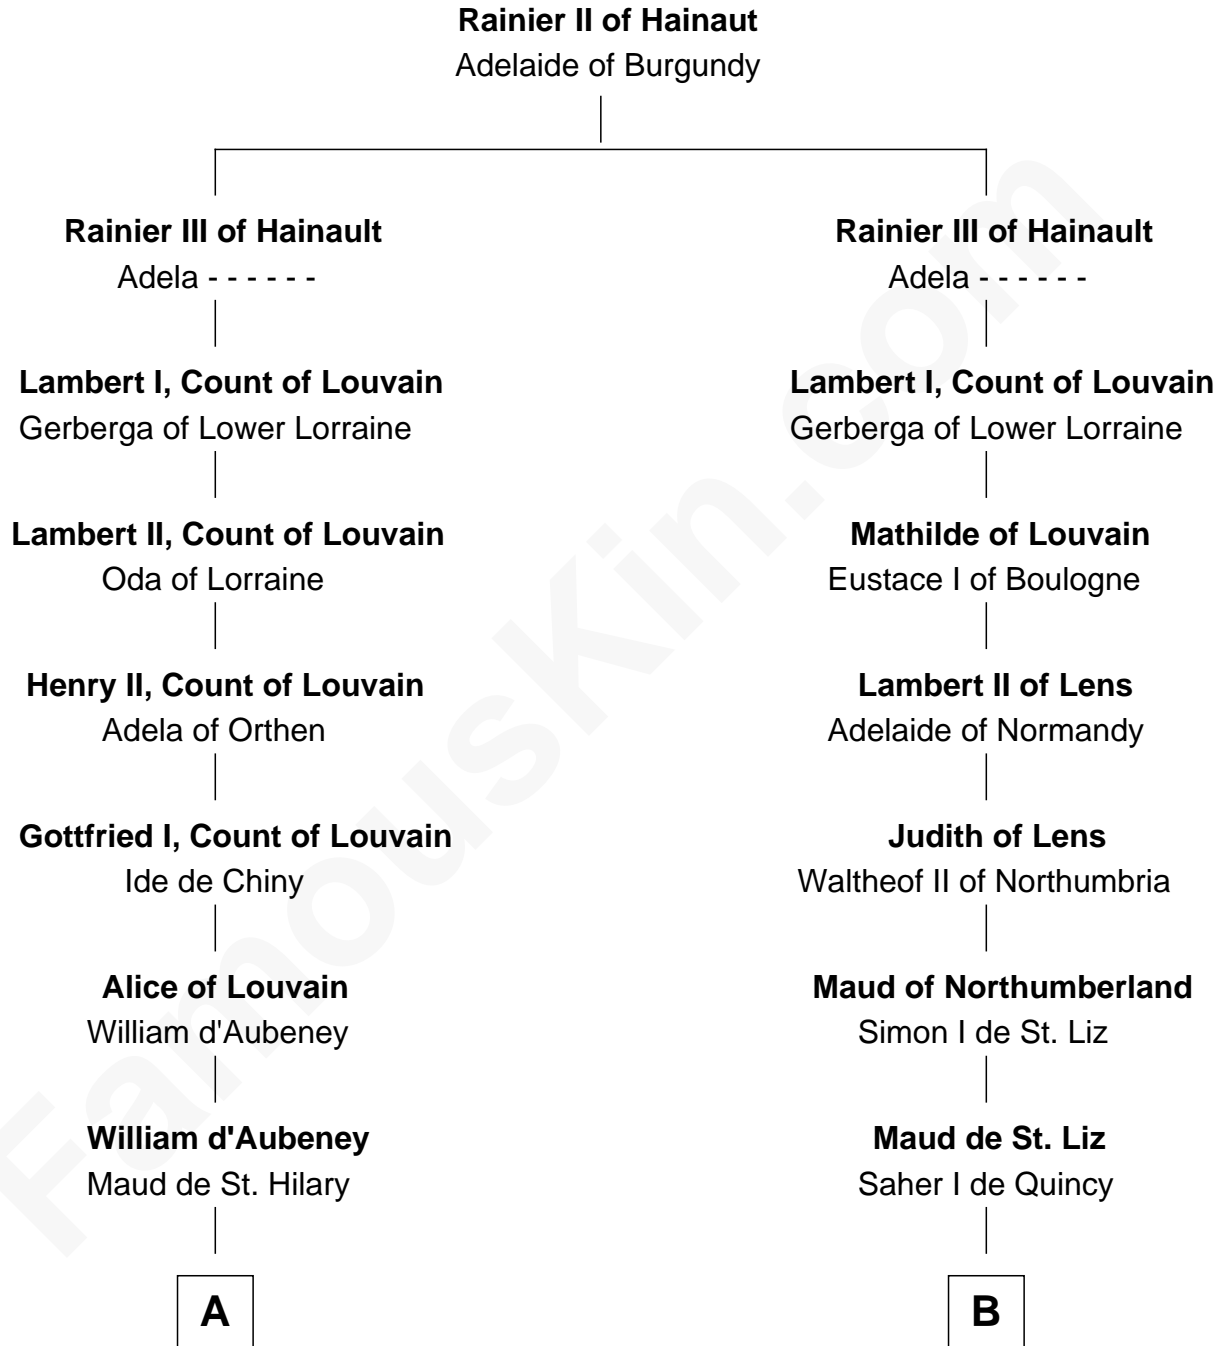 Rainier II of Hainaut
Adelaide of Burgundy
Rainier III of Hainault
Adela - - - - - -
Rainier III of Hainault
Adela - - - - - -
Lambert I, Count of Louvain
Gerberga of Lower Lorraine
Lambert I, Count of Louvain
Gerberga of Lower Lorraine
Lambert II, Count of Louvain
Oda of Lorraine
Mathilde of Louvain
Eustace I of Boulogne
Henry II, Count of Louvain
Adela of Orthen
Lambert II of Lens
Adelaide of Normandy
Gottfried I, Count of Louvain
Ide de Chiny
Judith of Lens
Waltheof II of Northumbria
Alice of Louvain
William d'Aubeney
Maud of Northumberland
Simon I de St. Liz
William d'Aubeney
Maud de St. Hilary
Maud de St. Liz
Saher I de Quincy
A
B
FamousKin.com